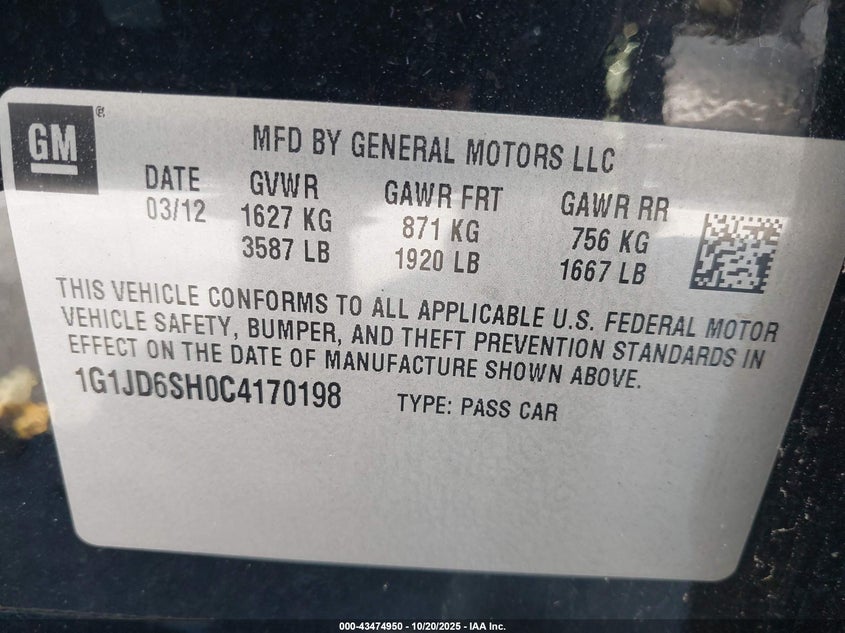 GM
®
MFD BY GENERAL MOTORS LLC
DATE GVWR GAWR FRT GAWR RR
03/12 1627 KG 871 KG 756 KG
3587 LB 1920 LB 1667 LB
THIS VEHICLE CONFORMS TO ALL APPLICABLE U.S. FEDERAL MOTOR
VEHICLE SAFETY, BUMPER, AND THEFT PREVENTION STANDARDS IN
EFFECT ON THE DATE OF MANUFACTURE SHOWN ABOVE.
1G1JD6SH0C4170198 TYPE: PASS CAR
000-43474950 - 10/20/2025 - IAA Inc.